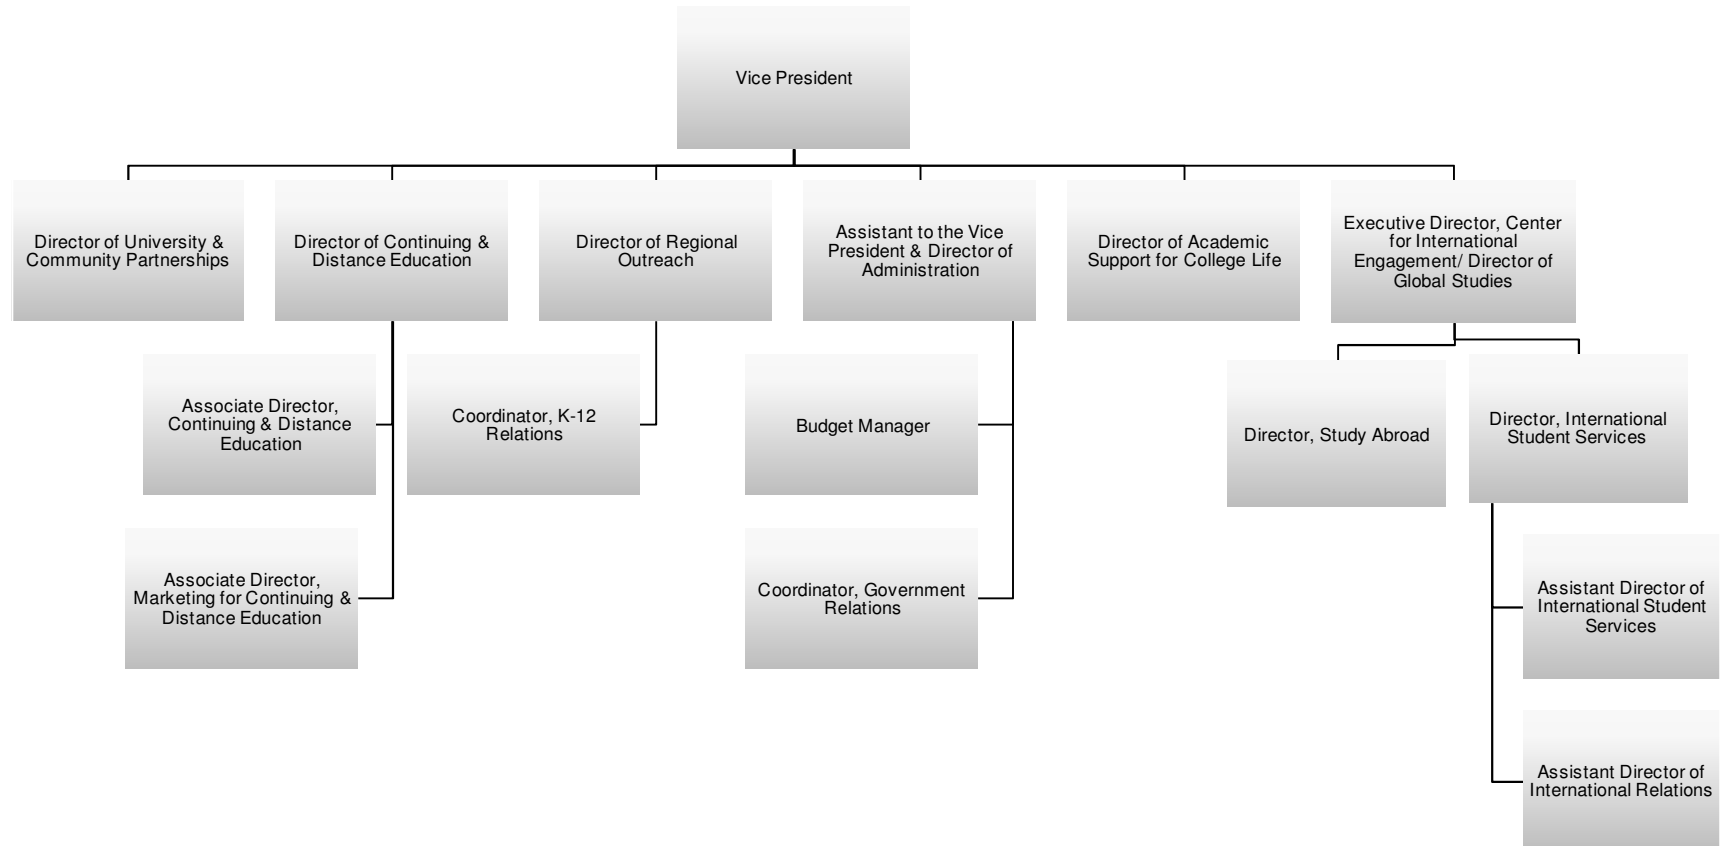 Vice President
Director of University &
Community Partnerships
Director of Continuing &
Distance Education
Director of Regional
Outreach
Assistant to the Vice
President & Director of
Administration
Director of Academic
Support for College Life
Executive Director, Center
for International
Engagement/ Director of
Global Studies
Associate Director,
Continuing & Distance
Education
Coordinator, K-12
Relations
Budget Manager
Director, Study Abroad
Director, International
Student Services
Associate Director,
Marketing for Continuing &
Distance Education
Coordinator, Government
Relations
Assistant Director of
International Student
Services
Assistant Director of
International Relations